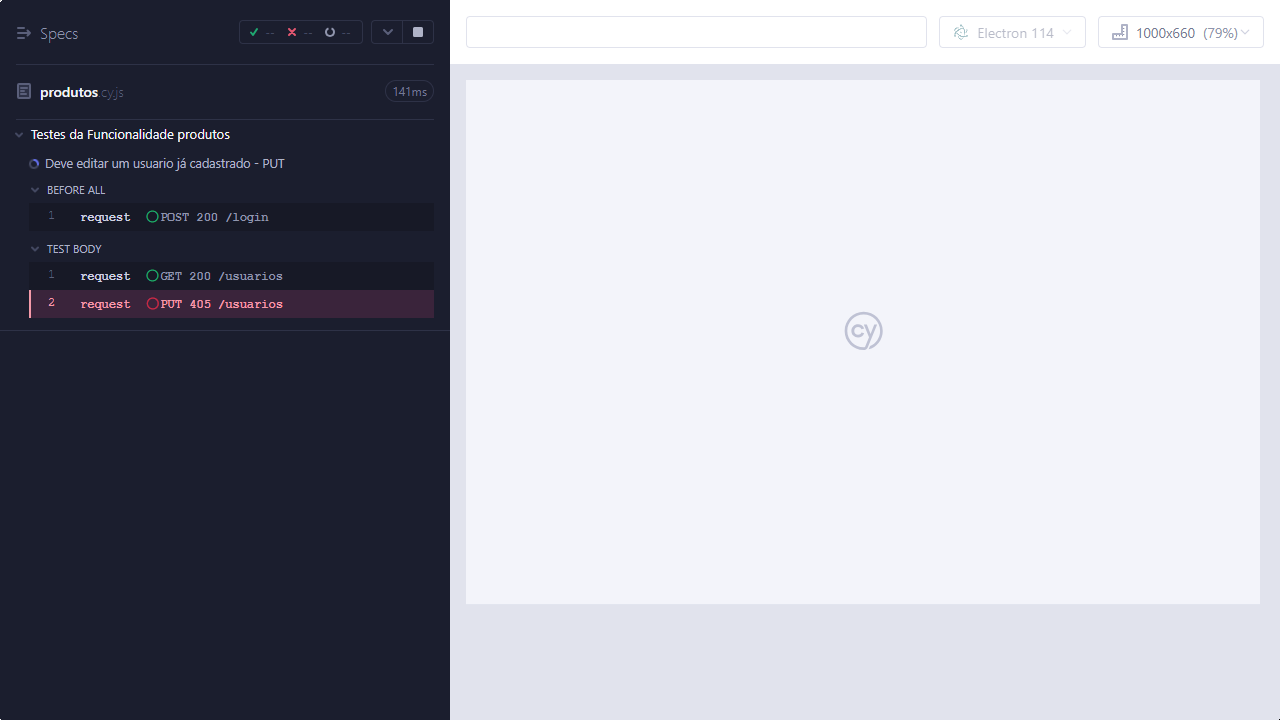 Specs
-- -- --
produtos.cy.js
141ms
Testes da Funcionalidade produtos
Deve editar um usuario já cadastrado - PUT
BEFORE ALL
1 request POST 200 /login
TEST BODY
1 request GET 200 /usuarios
2 request PUT 405 /usuarios
Electron 114
1000x660 (79%)
cy